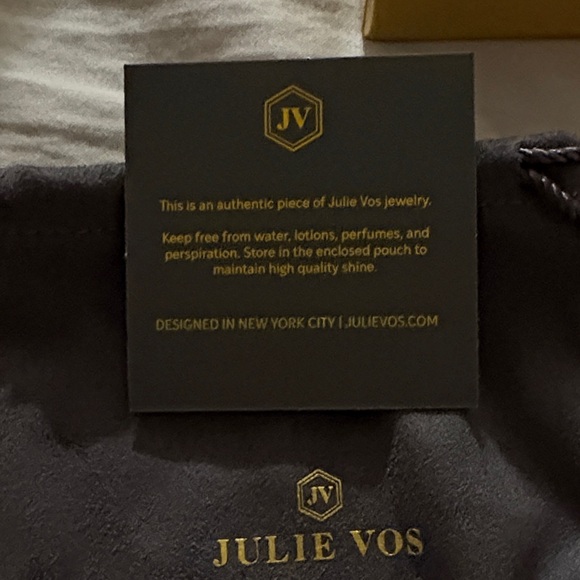 JV
This is an authentic piece of Julie Vos jewelry.
Keep free from water, lotions, perfumes, and
perspiration. Store in the enclosed pouch to
maintain high quality shine.
DESIGNED IN NEW YORK CITY | JULIEVOS.COM
JV
JULIE VOS